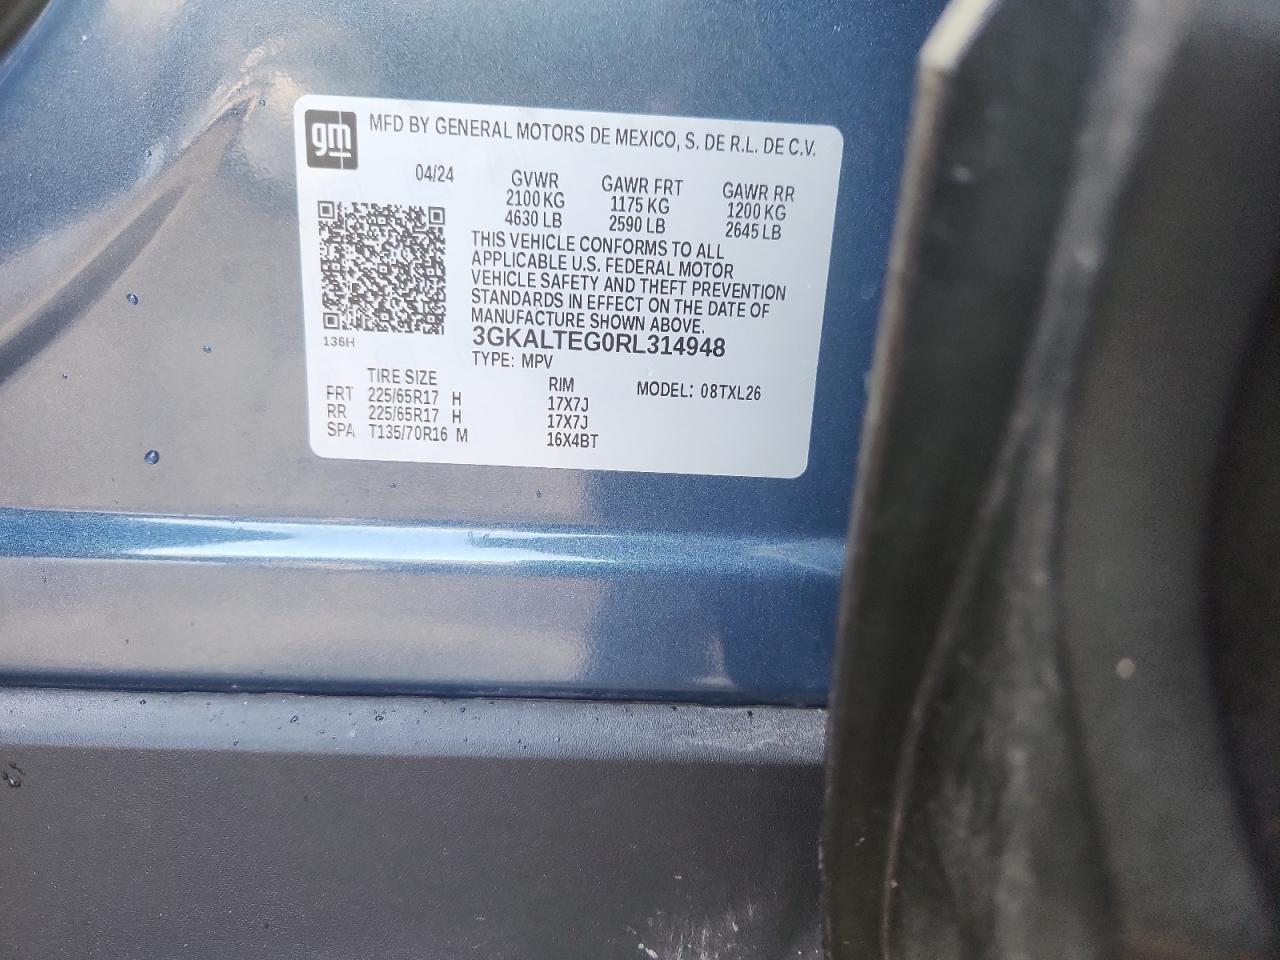 gm MFD BY GENERAL MOTORS DE MEXICO, S. DE R.L. DE C.V.
04/24 GVWR GAWR FRT GAWR RR
2100 KG 1175 KG 1200 KG
4630 LB 2590 LB 2645 LB
THIS VEHICLE CONFORMS TO ALL
APPLICABLE U.S. FEDERAL MOTOR
VEHICLE SAFETY AND THEFT PREVENTION
STANDARDS IN EFFECT ON THE DATE OF
MANUFACTURE SHOWN ABOVE.
136H
3GKALTEG0RL314948
TYPE: MPV
TIRE SIZE RIM MODEL: 08TXL26
FRT 225/65R17 H 17X7J
RR 225/65R17 H 17X7J
SPA T135/70R16 M 16X4BT